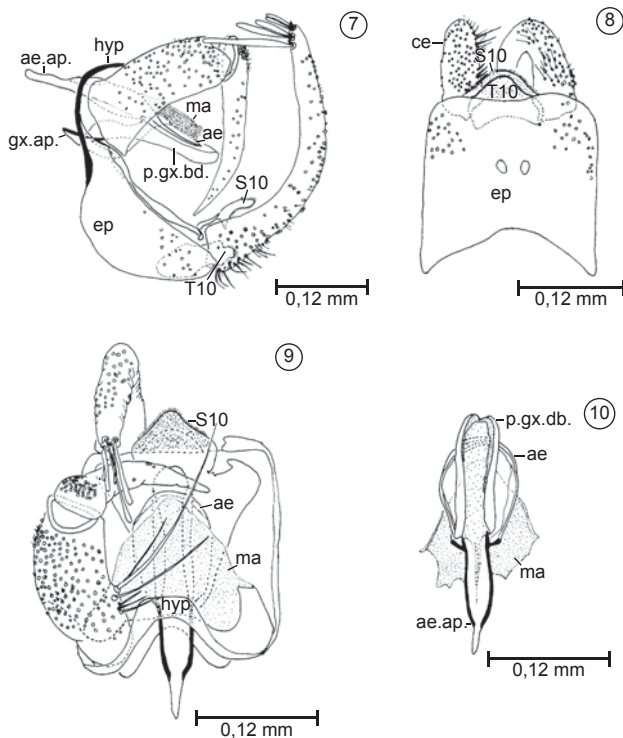 7
hyp
ae.ap.
ma
ae
gx.ap.
p.gx.bd.
S10
ep
T10
0,12 mm
8
ce
S10
T10
ep
0,12 mm
9
S10
ae
ma
hyp
0,12 mm
10
p.gx.db.
ae
ma
ae.ap.
0,12 mm